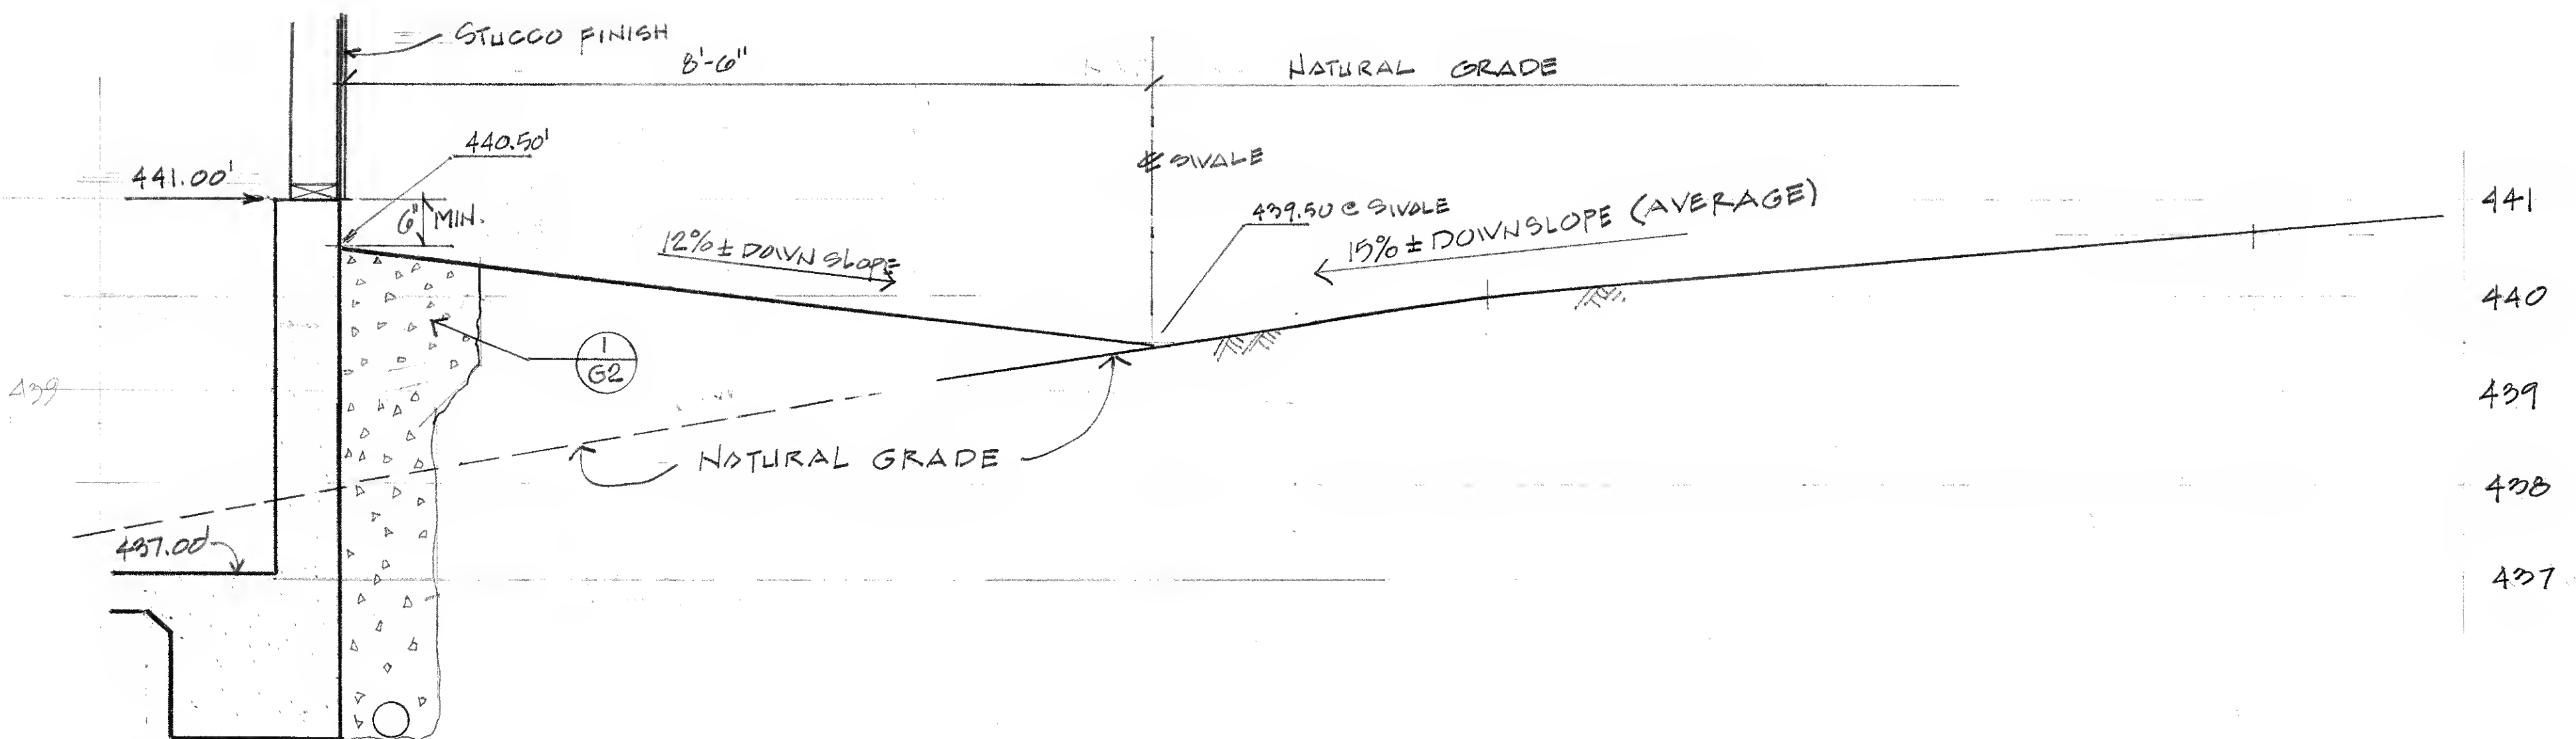 STUCCO FINISH
8'-6"
NATURAL GRADE
440.50'
441.00'
6" MIN.
12% ± DOWN SLOPE
℄ SWALE
439.50 @ SWALE
15% ± DOWNSLOPE (AVERAGE)
441
440
1
G2
439
439
NATURAL GRADE
438
437.00'
437